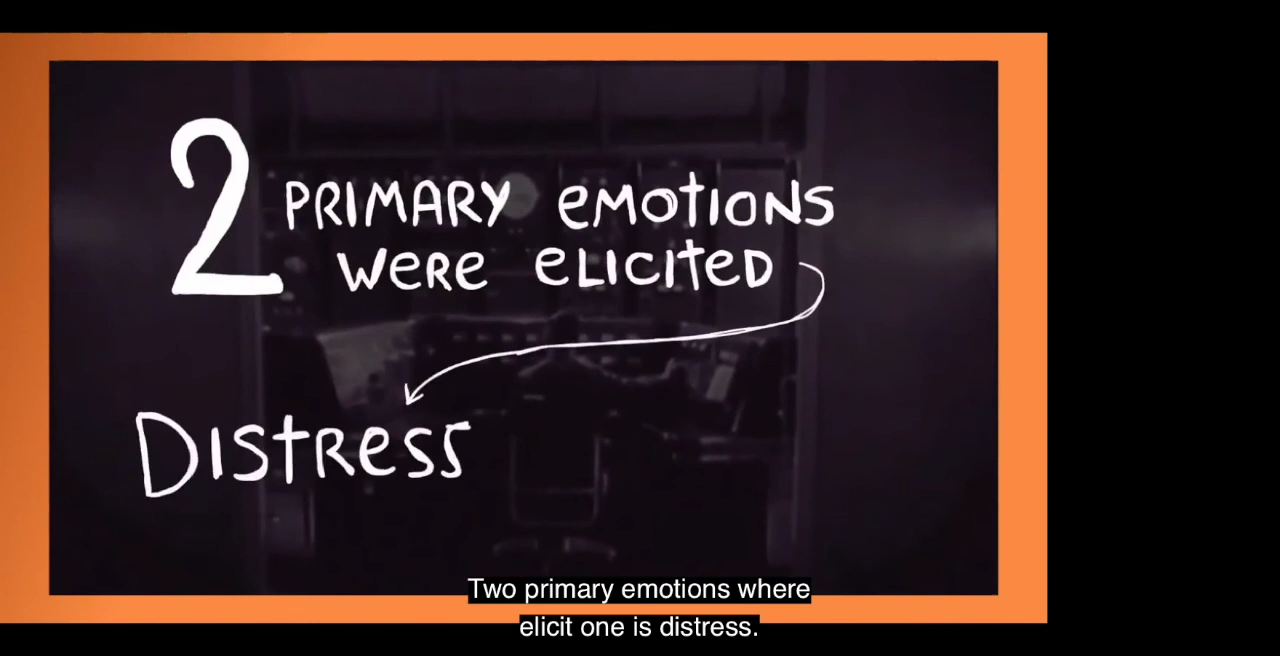 2 PRIMARY EMOTIONS
WERE ELICITED
DISTRESS
Two primary emotions where
elicit one is distress.